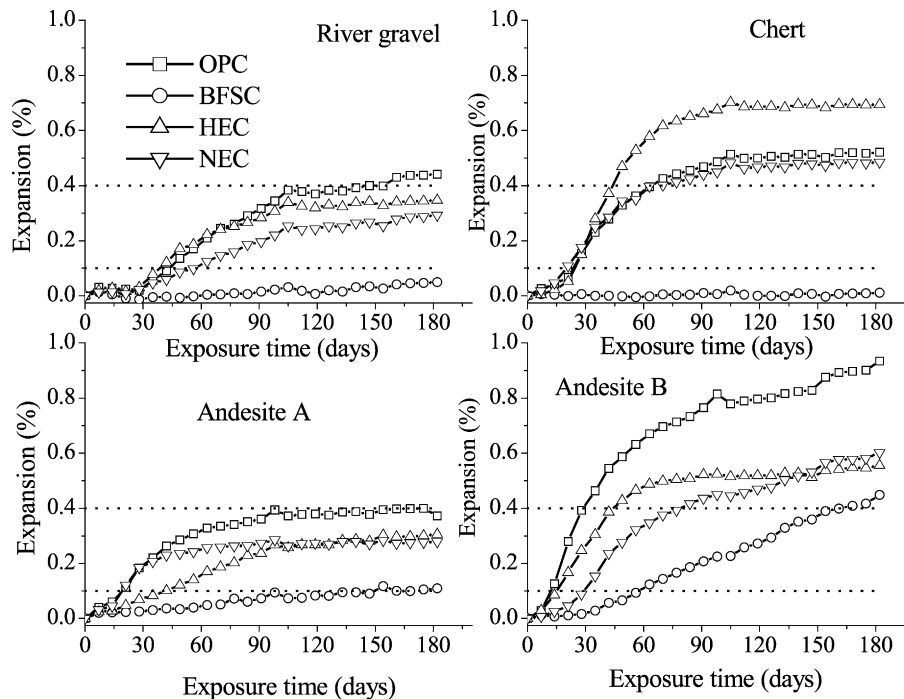 River gravel
OPC
BFSC
HEC
NEC
Expansion (%)
1.0
0.8
0.6
0.4
0.2
0.0
0 30 60 90 120 150 180
Exposure time (days)
Chert
Expansion (%)
1.0
0.8
0.6
0.4
0.2
0.0
0 30 60 90 120 150 180
Exposure time (days)
Andesite A
Expansion (%)
1.0
0.8
0.6
0.4
0.2
0.0
0 30 60 90 120 150 180
Exposure time (days)
Andesite B
Expansion (%)
1.0
0.8
0.6
0.4
0.2
0.0
0 30 60 90 120 150 180
Exposure time (days)